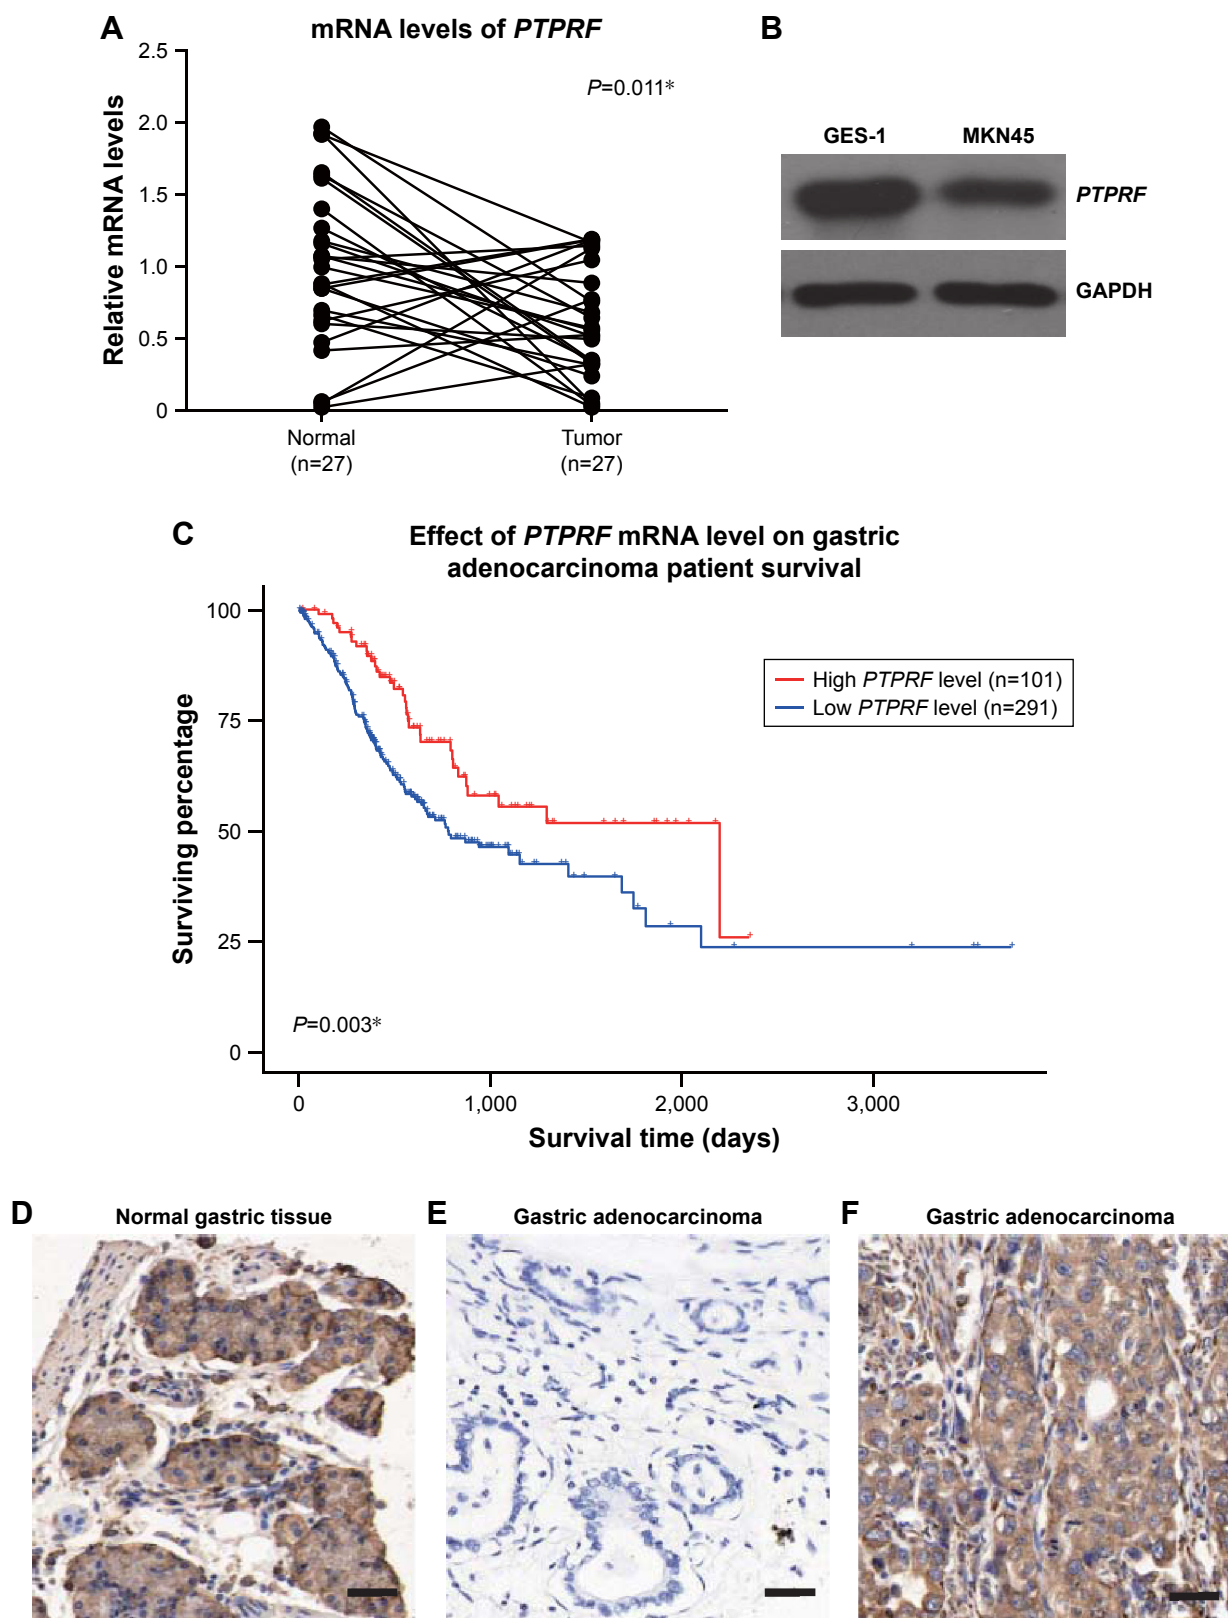 A
mRNA levels of PTPRF
2.5
2.0
1.5
1.0
0.5
0
Relative mRNA levels
P=0.011*
Normal
(n=27)
Tumor
(n=27)
B
GES-1
MKN45
PTPRF
GAPDH
C
Effect of PTPRF mRNA level on gastric
adenocarcinoma patient survival
100
75
50
25
0
Surviving percentage
High PTPRF level (n=101)
Low PTPRF level (n=291)
P=0.003*
0
1,000
2,000
3,000
Survival time (days)
D
Normal gastric tissue
E
Gastric adenocarcinoma
F
Gastric adenocarcinoma